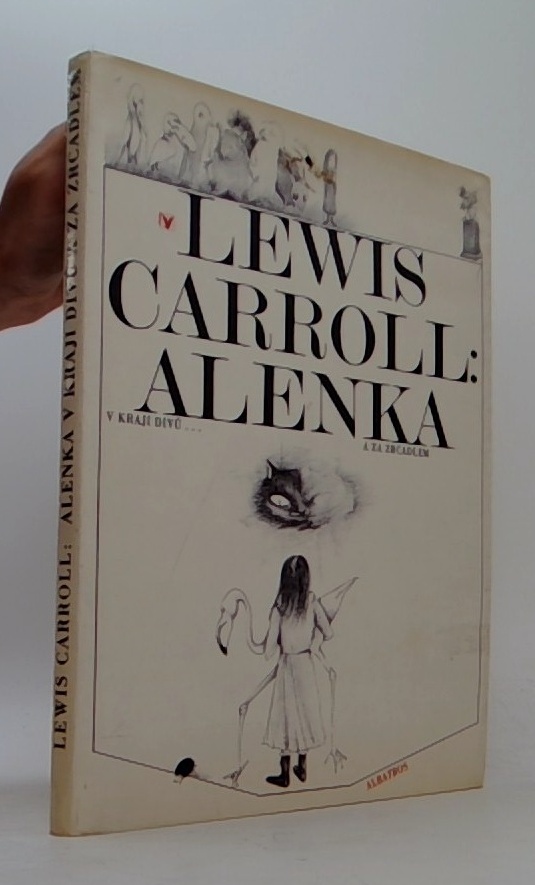 LEWIS
CARROLL:
ALENKA
V KRAJI DIVŮ ...
A ZA ZRCADLEM
ALBATROS
LEWIS CARROLL: ALENKA V KRAJI DIVŮ A ZA ZRCADLEM